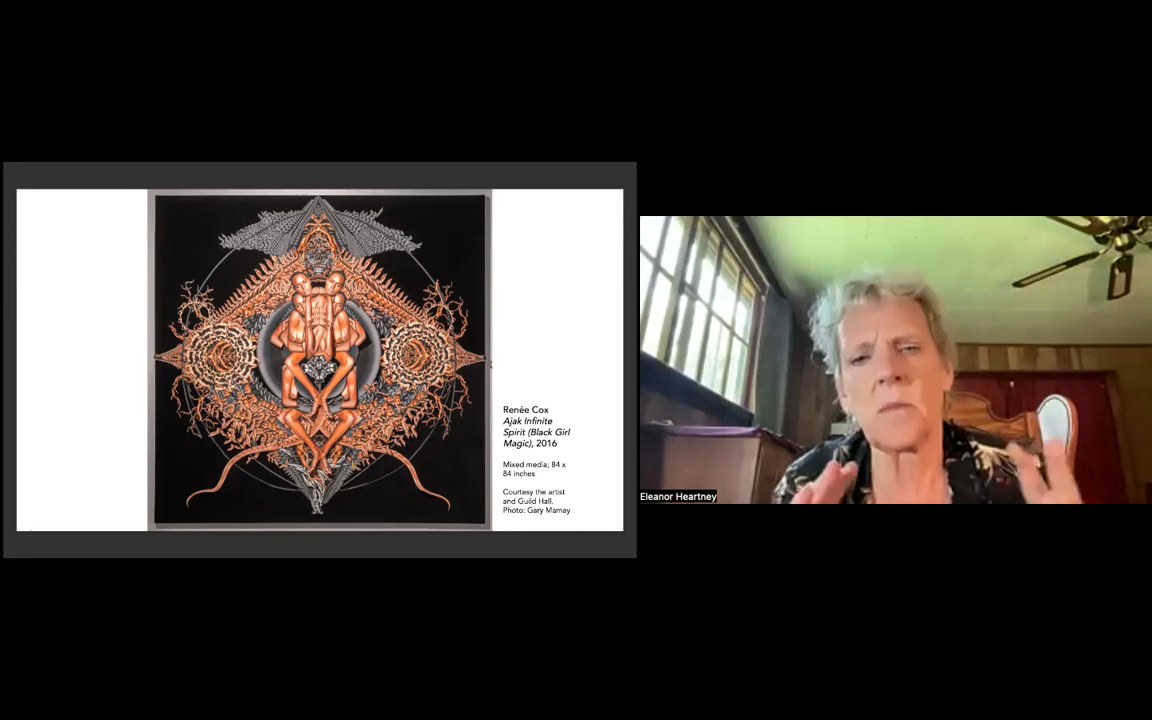 Renée Cox
Ajak Infinite
Spirit (Black Girl
Magic), 2016
Mixed media; 84 x
84 inches
Courtesy the artist
and Guild Hall.
Photo: Gary Mamay
Eleanor Heartney